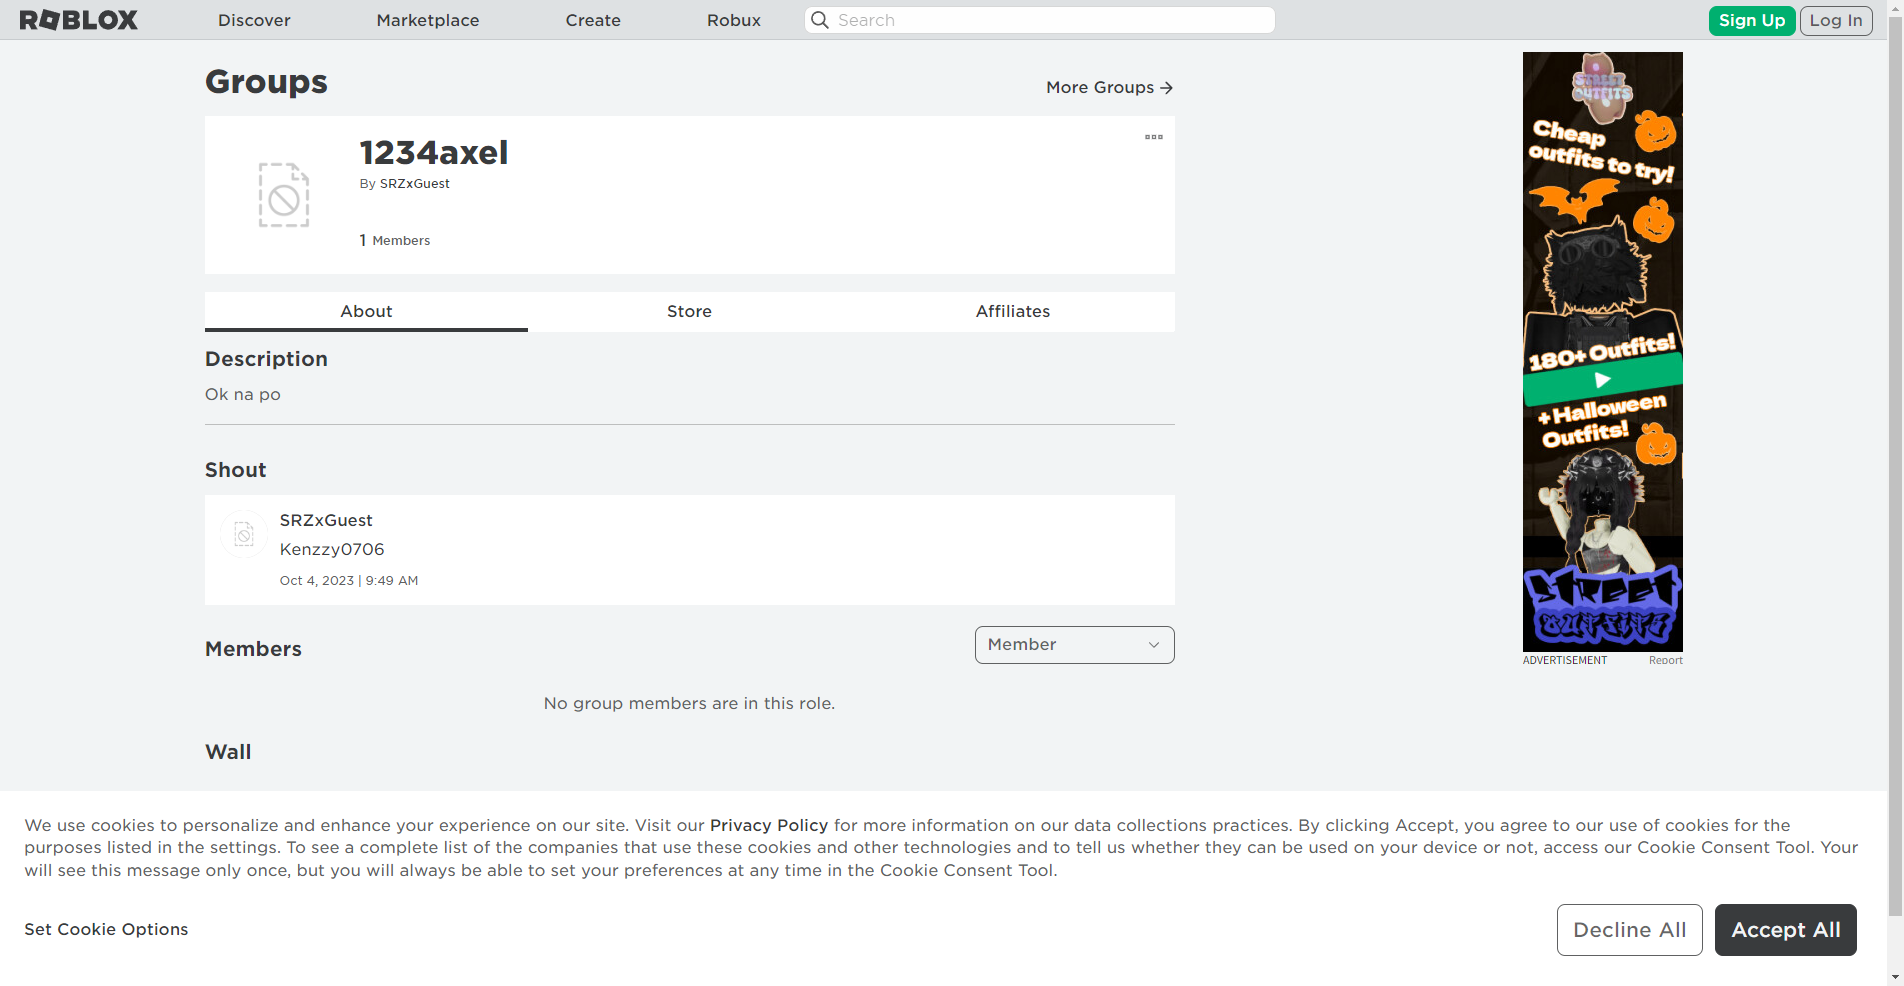 ROBLOX
Discover
Marketplace
Create
Robux
Search
Sign Up
Log In
Groups
More Groups
1234axel
By SRZxGuest
1 Members
About
Store
Affiliates
Description
Ok na po
Shout
SRZxGuest
Kenzzy0706
Oct 4, 2023 | 9:49 AM
Members
Member
No group members are in this role.
Wall
STREET
OUTFITS
Cheap
outfits to try!
180+ Outfits!
+ Halloween
Outfits!
STREET
OUTFITS
ADVERTISEMENT
Report
We use cookies to personalize and enhance your experience on our site. Visit our Privacy Policy for more information on our data collections practices. By clicking Accept, you agree to our use of cookies for the
purposes listed in the settings. To see a complete list of the companies that use these cookies and other technologies and to tell us whether they can be used on your device or not, access our Cookie Consent Tool. Your
will see this message only once, but you will always be able to set your preferences at any time in the Cookie Consent Tool.
Set Cookie Options
Decline All
Accept All